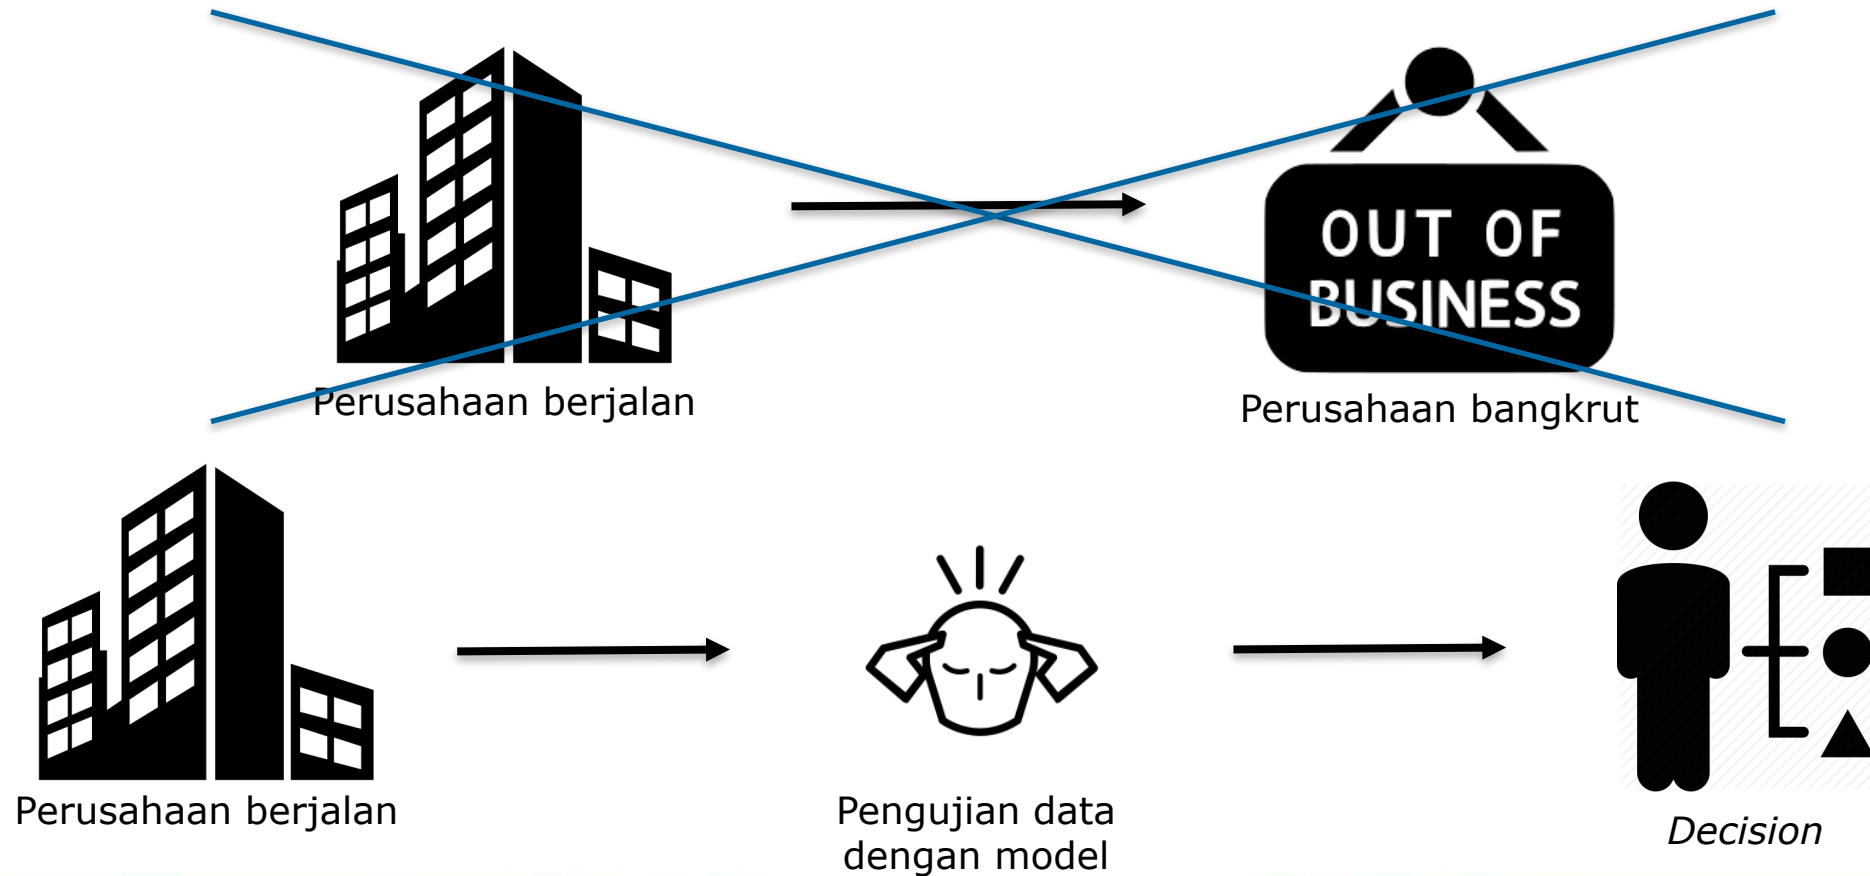 OUT OF
BUSINESS
Perusahaan berjalan
Perusahaan bangkrut
Perusahaan berjalan
Pengujian data
dengan model
Decision